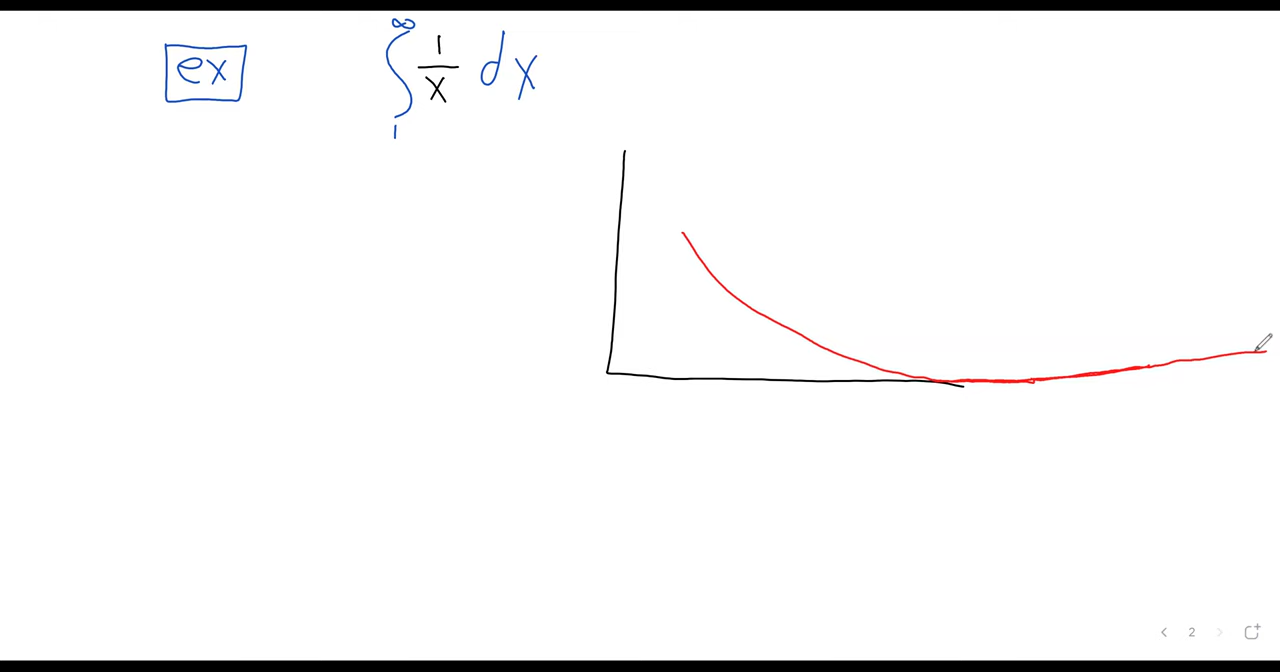 ex ∫₁^∞ 1/x dx
2